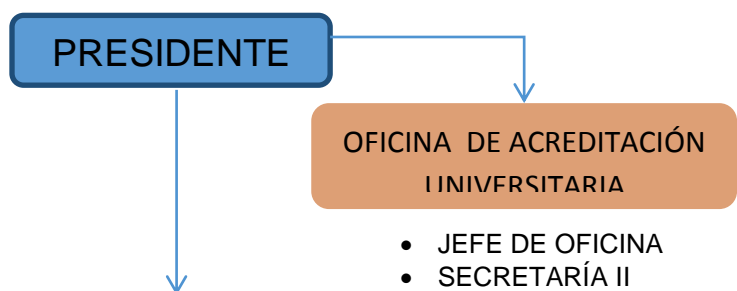 PRESIDENTE
OFICINA DE ACREDITACIÓN
UNIVERSITARIA
• JEFE DE OFICINA
• SECRETARÍA II